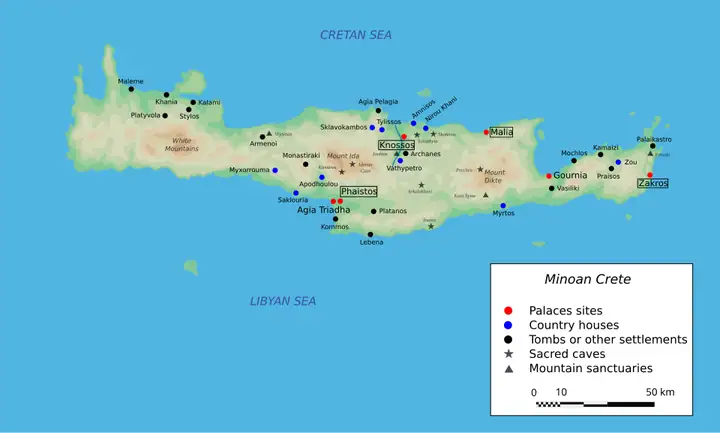 CRETAN SEA
Maleme
Khania
Kalami
Platyvola
Stylos
Agia Pelagia
Amnisos
Nirou Khani
Tylissos
Sklavokambos
Malia
Armenoi
Knossos
Archanes
White
Mountains
Monastiraki
Mount Ida
Vathypetro
Myxorrouma
Apodhoulou
Mount
Dikte
Mochlos
Kamaizi
Palaikastro
Zou
Praisos
Gournia
Vasiliki
Zakros
Phaistos
Saklouria
Agia Triadha
Platanos
Kommos
Lebena
Myrtos
LIBYAN SEA
Minoan Crete
Palaces sites
Country houses
Tombs or other settlements
Sacred caves
Mountain sanctuaries
0 10 50 km